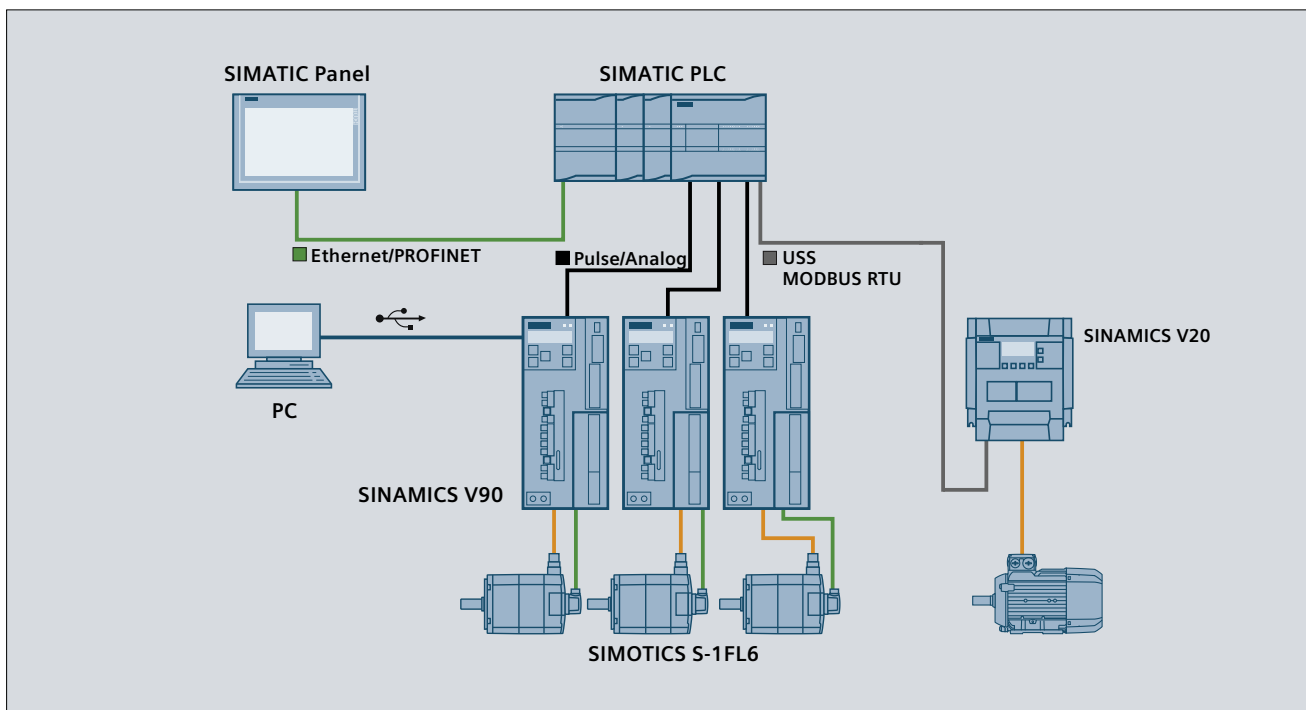 SIMATIC Panel
SIMATIC PLC
Ethernet/PROFINET
Pulse/Analog
USS
MODBUS RTU
SINAMICS V20
PC
SINAMICS V90
SIMOTICS S-1FL6